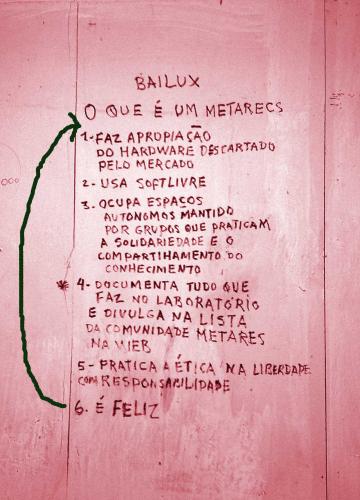 BAILUX
O QUE É UM METARECS
1- FAZ APROPIAÇÃO
DO HARDWARE DESCARTADO
PELO MERCADO
2- USA SOFTLIVRE
3. OCUPA ESPAÇOS
AUTONOMOS MANTIDO
POR GRUPOS QUE PRATICAM
A SOLIDARIEDADE E O
COMPARTILHAMENTO DO
CONHECIMENTO
* 4- DOCUMENTA TUDO QUE
FAZ NO LABORATÓRIO
E DIVULGA NA LISTA
DA COMUNIDADE METARES
NA WEB
5- PRATICA A ÉTICA NA LIBERDADE
COM RESPONSABILIDADE
6. É FELIZ